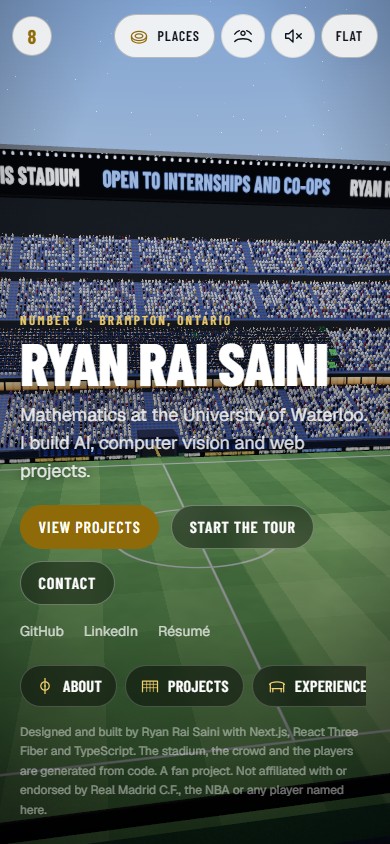 8
PLACES
FLAT
IS STADIUM
OPEN TO INTERNSHIPS AND CO-OPS
RYAN R
NUMBER 8 · BRAMPTON, ONTARIO
RYAN RAI SAINI
Mathematics at the University of Waterloo.
I build AI, computer vision and web
projects.
VIEW PROJECTS
START THE TOUR
CONTACT
GitHub
LinkedIn
Résumé
ABOUT
PROJECTS
EXPERIENCE
Designed and built by Ryan Rai Saini with Next.js, React Three
Fiber and TypeScript. The stadium, the crowd and the players
are generated from code. A fan project. Not affiliated with or
endorsed by Real Madrid C.F., the NBA or any player named
here.